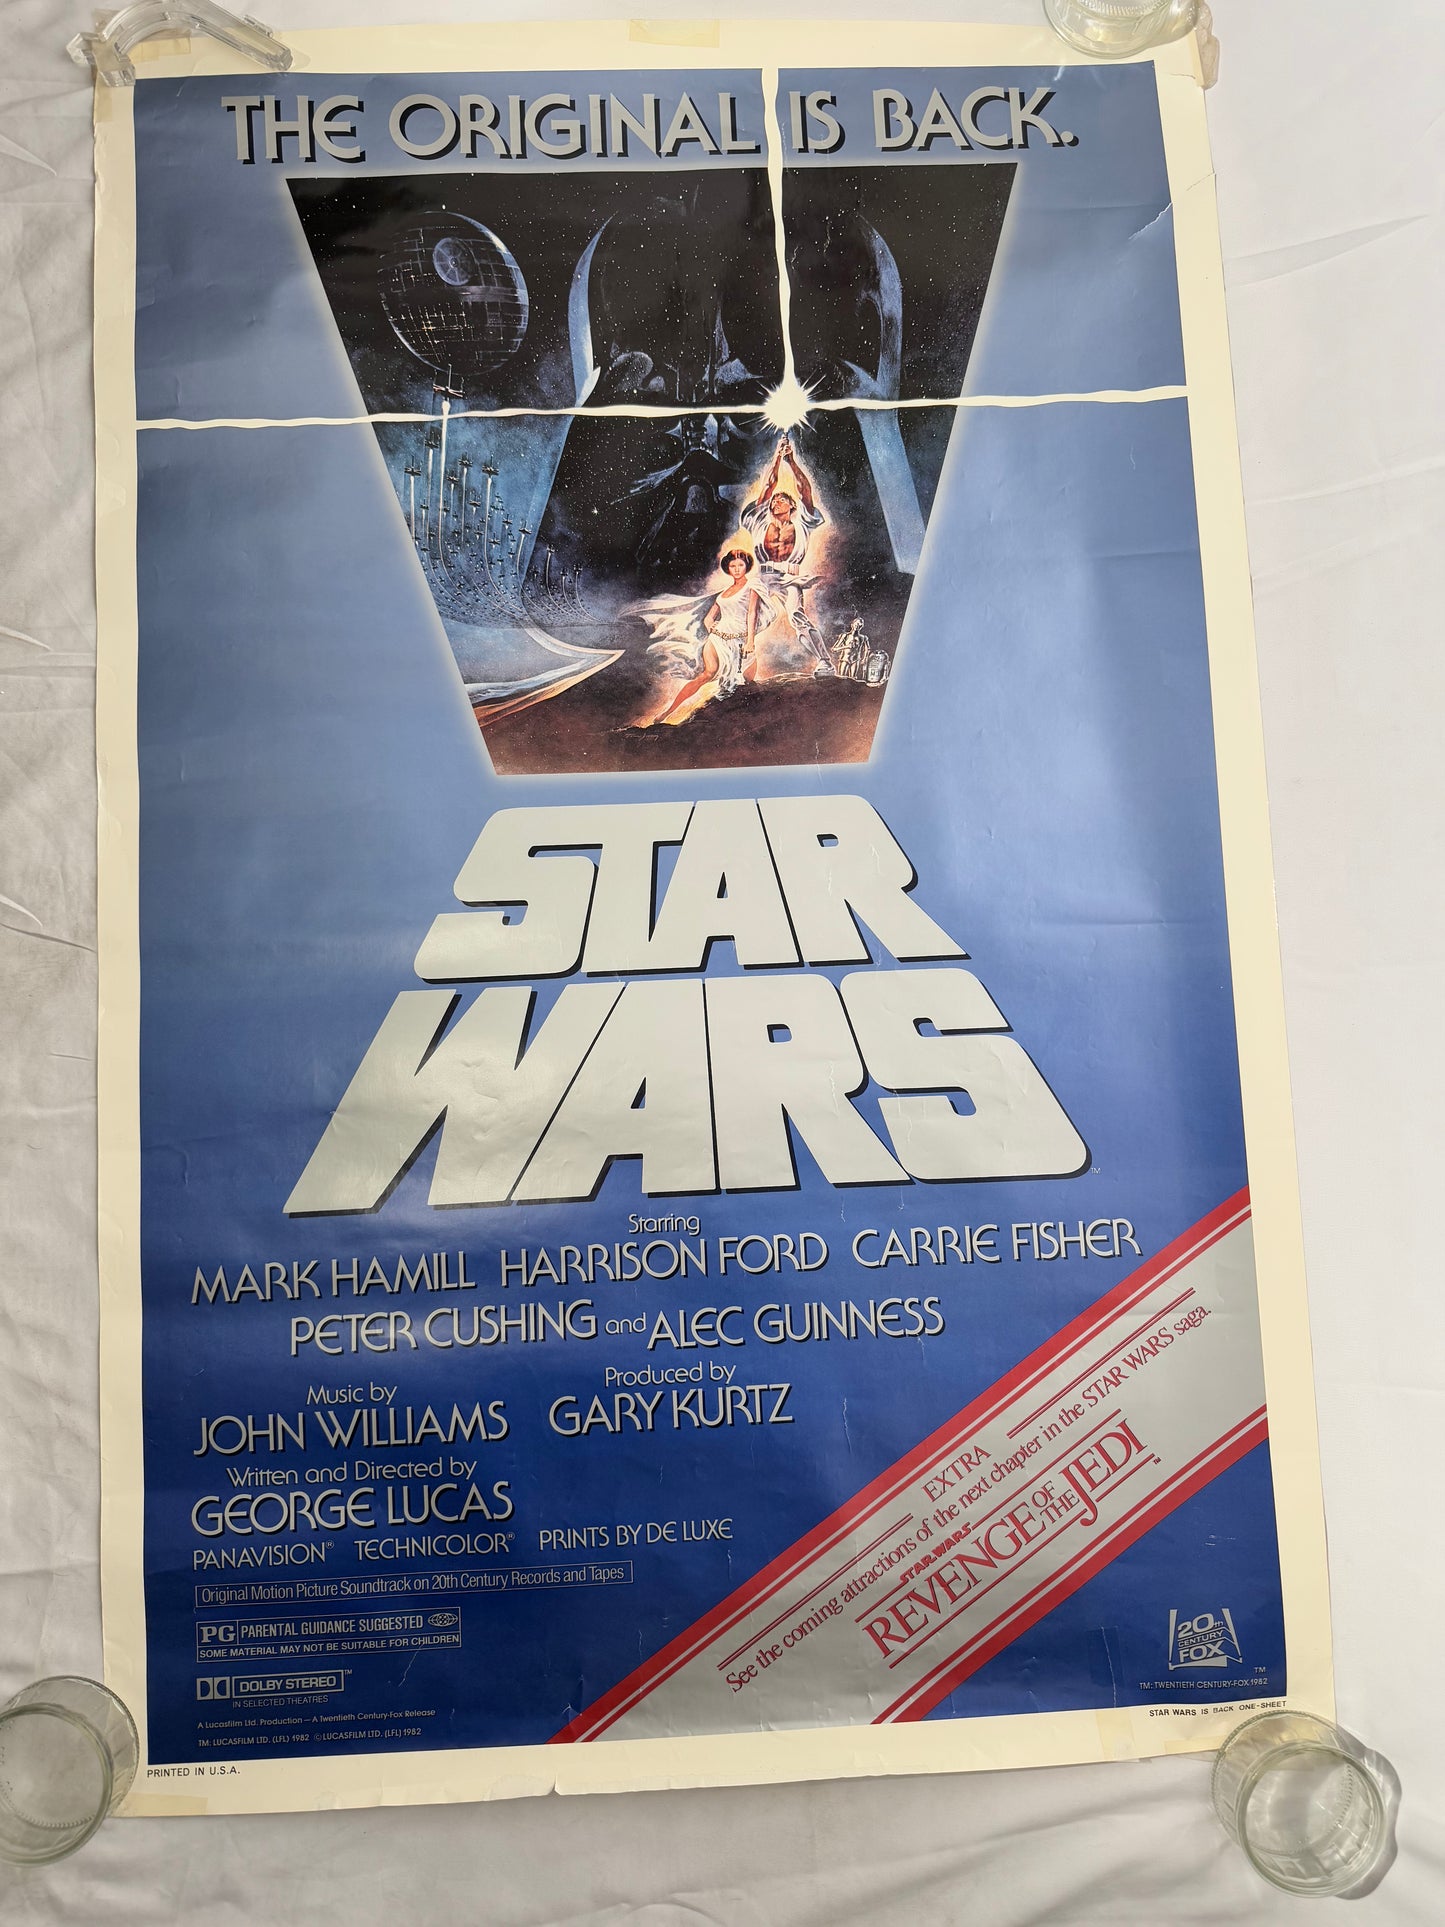 THE ORIGINAL IS BACK.
STAR
WARS
TM
Starring
MARK HAMILL HARRISON FORD CARRIE FISHER
PETER CUSHING and ALEC GUINNESS
Music by
JOHN WILLIAMS
Produced by
GARY KURTZ
Written and Directed by
GEORGE LUCAS
PANAVISION® TECHNICOLOR® PRINTS BY DE LUXE
Original Motion Picture Soundtrack on 20th Century Records and Tapes
PG PARENTAL GUIDANCE SUGGESTED
SOME MATERIAL MAY NOT BE SUITABLE FOR CHILDREN
DOLBY STEREO TM
IN SELECTED THEATRES
A Lucasfilm Ltd. Production — A Twentieth Century-Fox Release
TM: LUCASFILM LTD. (LFL) 1982 © LUCASFILM LTD. (LFL) 1982
EXTRA
See the coming attractions of the next chapter in the STAR WARS saga.
STAR WARS
REVENGE OF THE JEDI TM
20th
CENTURY
FOX
TM
TM: TWENTIETH CENTURY-FOX 1982
STAR WARS IS BACK ONE-SHEET
PRINTED IN U.S.A.